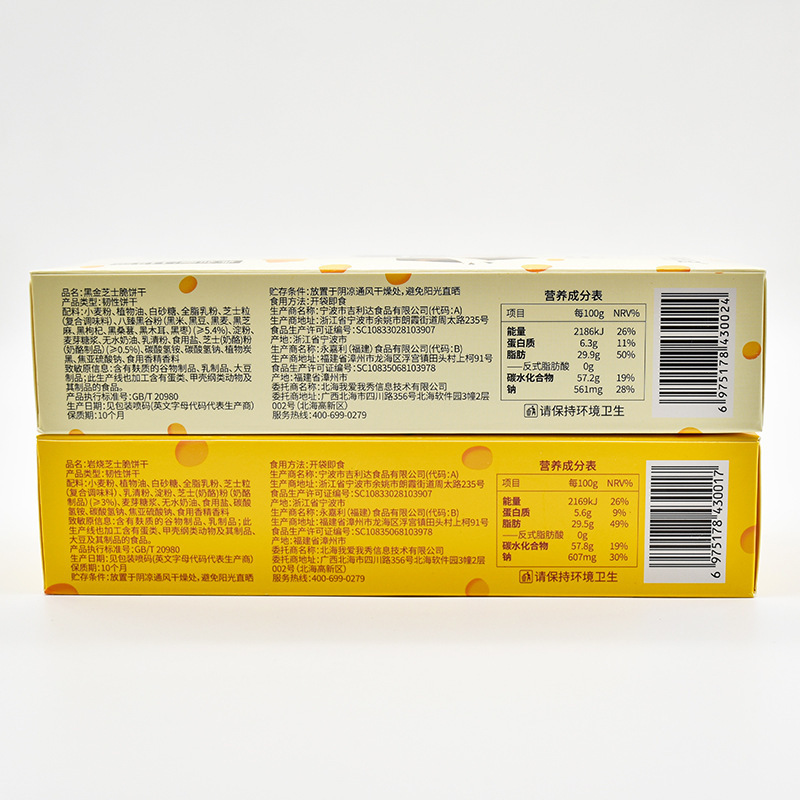 品名:黑金芝士脆饼干
产品类型:韧性饼干
配料:小麦粉、植物油、白砂糖、全脂乳粉、芝士粒
(复合调味料)、八臻黑谷粉(黑米、黑豆、黑麦、黑芝
麻、黑枸杞、黑桑葚、黑木耳、黑枣)(≥5.4%)、淀粉、
麦芽糖浆、无水奶油、乳清粉、食用盐、芝士(奶酪)粉
(奶酪制品)(≥0.5%)、碳酸氢铵、碳酸氢钠、植物炭
黑、焦亚硫酸钠、食用香精香料
致敏原信息:含有麸质的谷物制品、乳制品、大豆
制品;此生产线也加工含有蛋类、甲壳纲类动物及
其制品的食品。
产品执行标准号:GB/T 20980
生产日期:见包装喷码(英文字母代码代表生产商)
保质期:10个月
贮存条件:放置于阴凉通风干燥处,避免阳光直晒
食用方法:开袋即食
生产商名称:宁波市吉利达食品有限公司(代码:A)
生产商地址:浙江省宁波市余姚市朗霞街道周太路235号
食品生产许可证编号:SC10833028103907
产地:浙江省宁波市
生产商名称:永嘉利(福建)食品有限公司(代码:B)
生产商地址:福建省漳州市龙海区浮宫镇田头村上柯91号
食品生产许可证编号:SC10835068103978
产地:福建省漳州市
委托商名称:北海我爱我秀信息技术有限公司
委托商地址:广西北海市四川路356号北海软件园3幢2层
002号(北海高新区)
服务热线:400-699-0279
营养成分表
项目 每100g NRV%
能量 2186kJ 26%
蛋白质 6.3g 11%
脂肪 29.9g 50%
——反式脂肪酸 0g
碳水化合物 57.2g 19%
钠 561mg 28%
请保持环境卫生
6 975178 430024
品名:岩烧芝士脆饼干
产品类型:韧性饼干
配料:小麦粉、植物油、白砂糖、全脂乳粉、芝士粒
(复合调味料)、乳清粉、淀粉、芝士(奶酪)粉(奶酪
制品)(≥3%)、麦芽糖浆、无水奶油、食用盐、碳酸
氢铵、碳酸氢钠、焦亚硫酸钠、食用香精香料
致敏原信息:含有麸质的谷物制品、乳制品;此
生产线也加工含有蛋类、甲壳纲类动物及其制品、
大豆及其制品的食品。
产品执行标准号:GB/T 20980
生产日期:见包装喷码(英文字母代码代表生产商)
保质期:10个月
贮存条件:放置于阴凉通风干燥处,避免阳光直晒
食用方法:开袋即食
生产商名称:宁波市吉利达食品有限公司(代码:A)
生产商地址:浙江省宁波市余姚市朗霞街道周太路235号
食品生产许可证编号:SC10833028103907
产地:浙江省宁波市
生产商名称:永嘉利(福建)食品有限公司(代码:B)
生产商地址:福建省漳州市龙海区浮宫镇田头村上柯91号
食品生产许可证编号:SC10835068103978
产地:福建省漳州市
委托商名称:北海我爱我秀信息技术有限公司
委托商地址:广西北海市四川路356号北海软件园3幢2层
002号(北海高新区)
服务热线:400-699-0279
营养成分表
项目 每100g NRV%
能量 2169kJ 26%
蛋白质 5.6g 9%
脂肪 29.5g 49%
——反式脂肪酸 0g
碳水化合物 57.8g 19%
钠 607mg 30%
请保持环境卫生
6 975178 430017